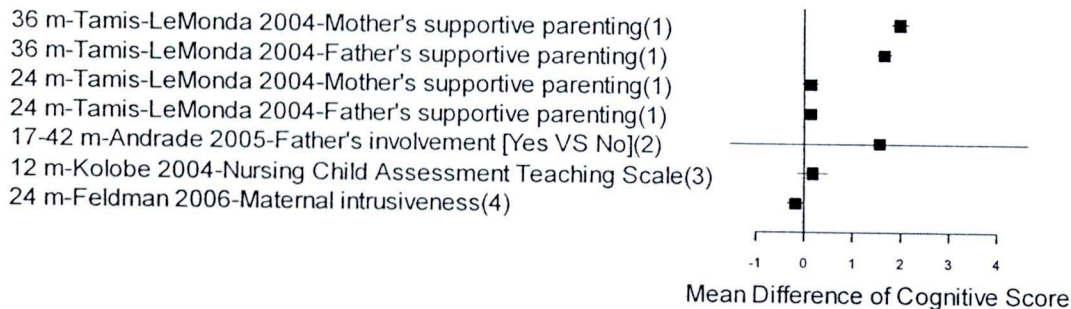 36 m-Tamis-LeMonda 2004-Mother's supportive parenting(1)
36 m-Tamis-LeMonda 2004-Father's supportive parenting(1)
24 m-Tamis-LeMonda 2004-Mother's supportive parenting(1)
24 m-Tamis-LeMonda 2004-Father's supportive parenting(1)
17-42 m-Andrade 2005-Father's involvement [Yes VS No](2)
12 m-Kolobe 2004-Nursing Child Assessment Teaching Scale(3)
24 m-Feldman 2006-Maternal intrusiveness(4)
-1 0 1 2 3 4
Mean Difference of Cognitive Score